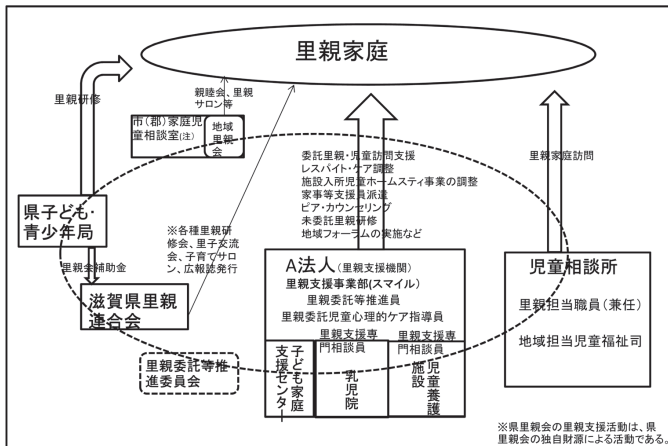 里親家庭
里親研修
親睦会、里親
サロン等
市(郡)家庭児
童相談室(注)
地域
里親
会
委託里親・児童訪問支援
レスパイト・ケア調整
施設入所児童ホームスティ事業の調整
家事等支援員派遣
ピア・カウンセリング
未委託里親研修
地域フォーラムの実施など
里親家庭訪問
県子ども・
青少年局
里親会補助金
※各種里親研
修会、里子交流
会、子育てサロ
ン、広報誌発行
滋賀県里親
連合会
里親委託等推
進委員会
A法人(里親支援機関)
里親支援事業部(スマイル)
里親委託等推進員
里親委託児童心理的ケア指導員
里親支援専
門相談員
里親支援専
門相談員
子ども家庭
支援センター
乳児院
児童養護
施設
児童相談所
里親担当職員(兼任)
地域担当児童福祉司
※県里親会の里親支援活動は、県
里親会の独自財源による活動である。